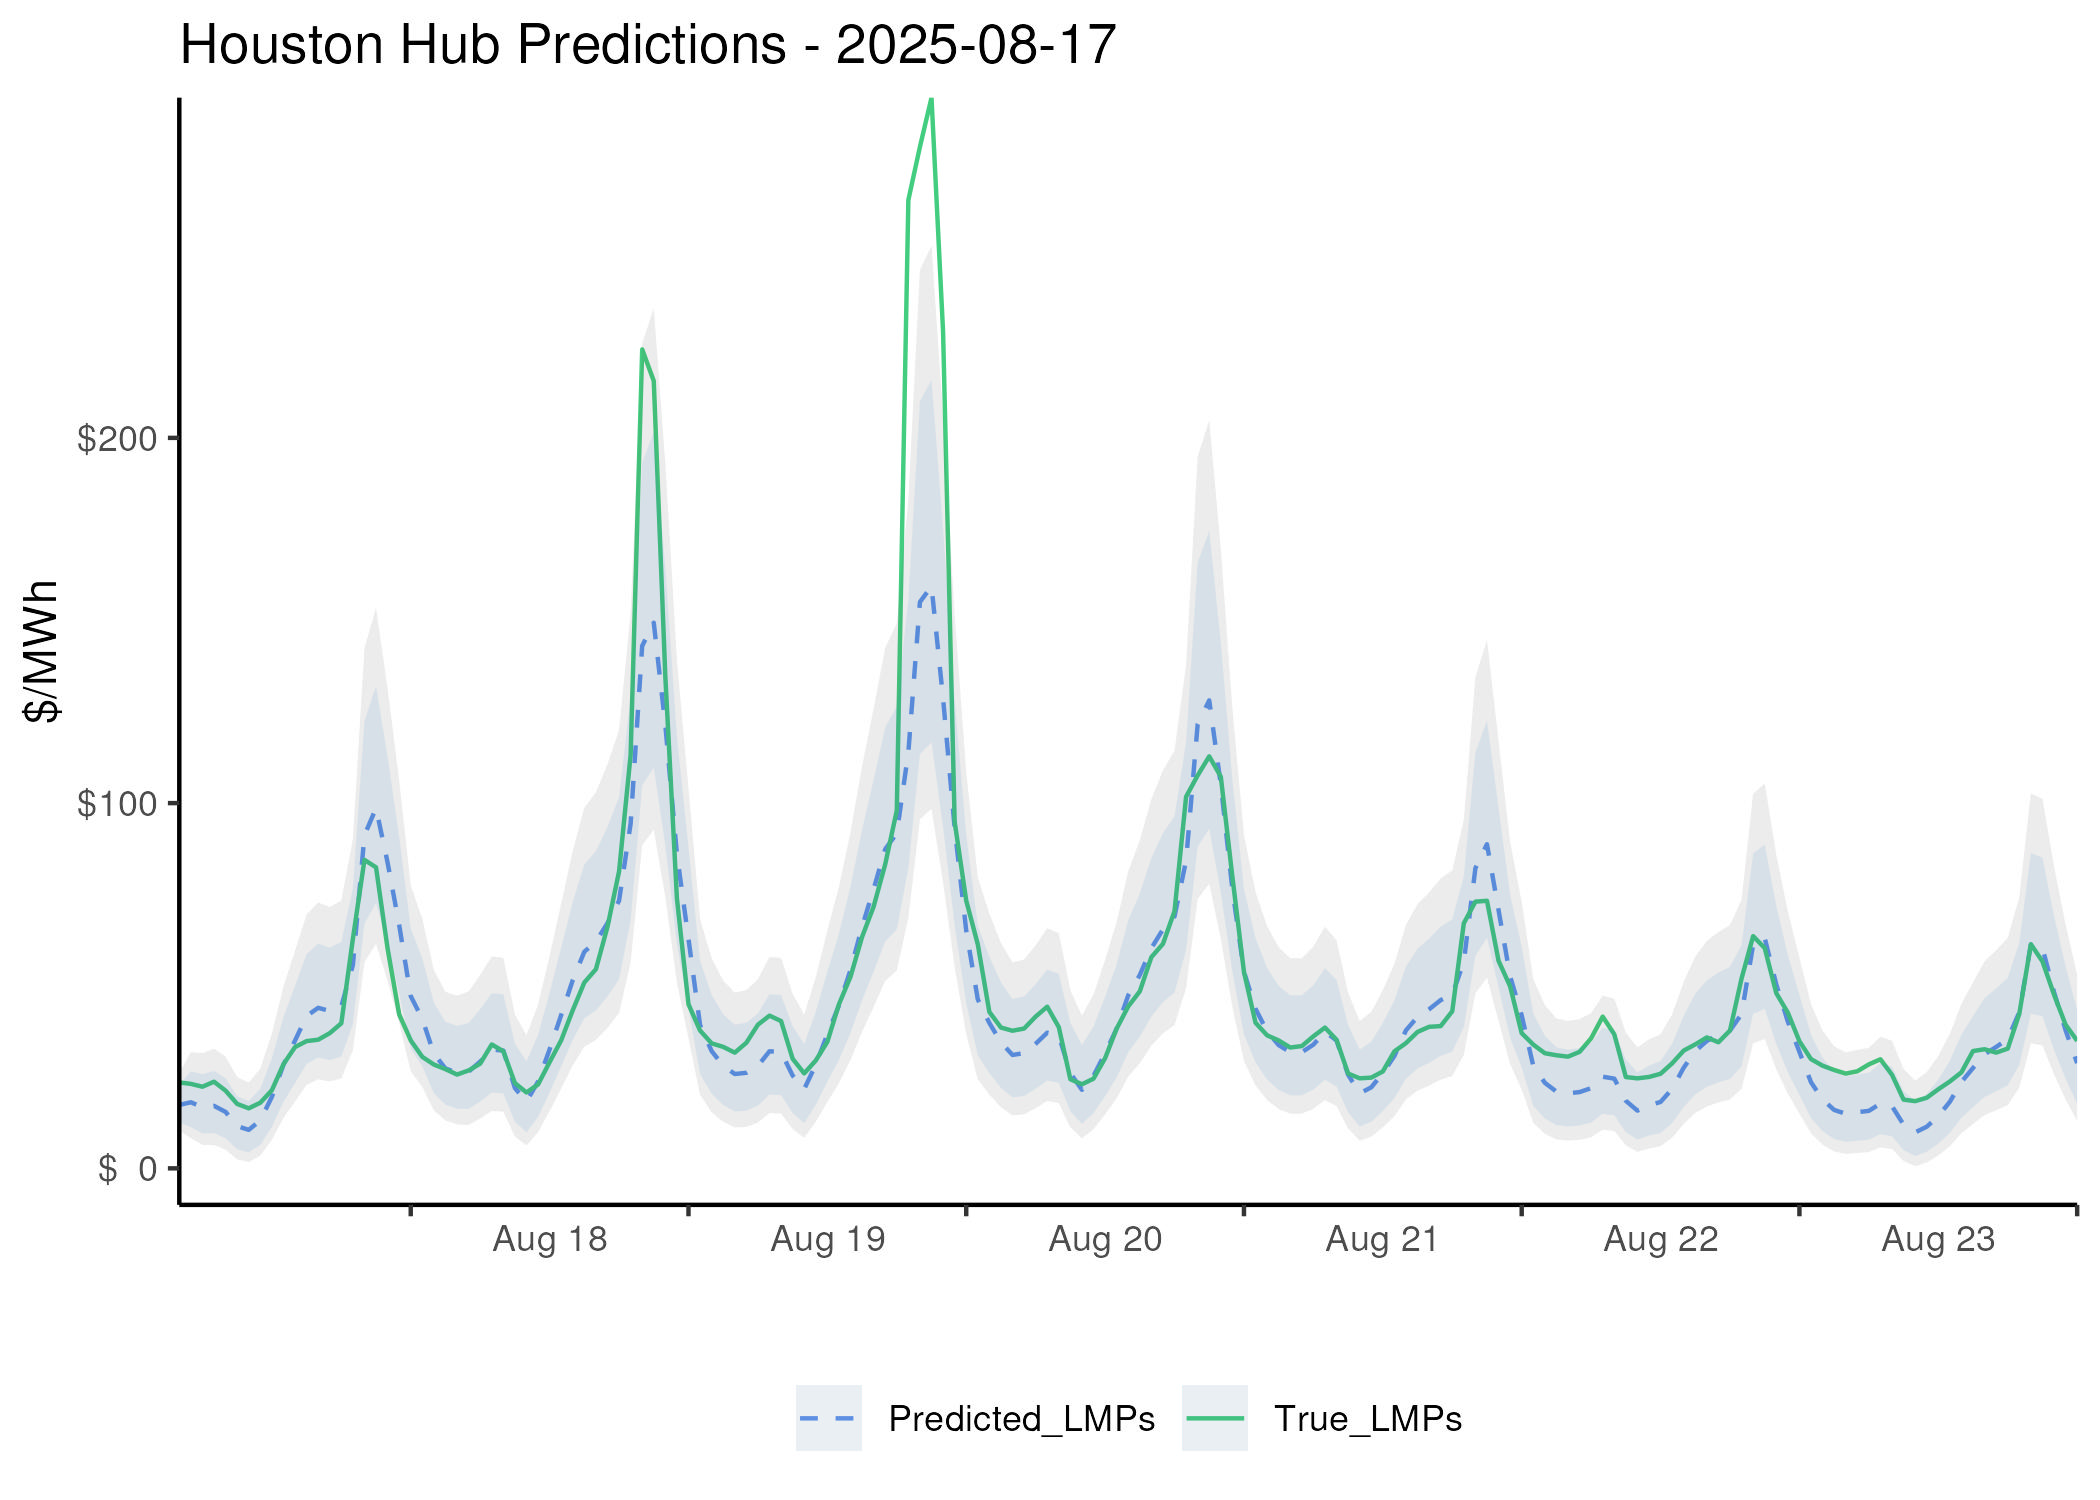 Houston Hub Predictions - 2025-08-17
$/MWh
$200
$100
$ 0
Aug 18 Aug 19 Aug 20 Aug 21 Aug 22 Aug 23
Predicted_LMPs True_LMPs